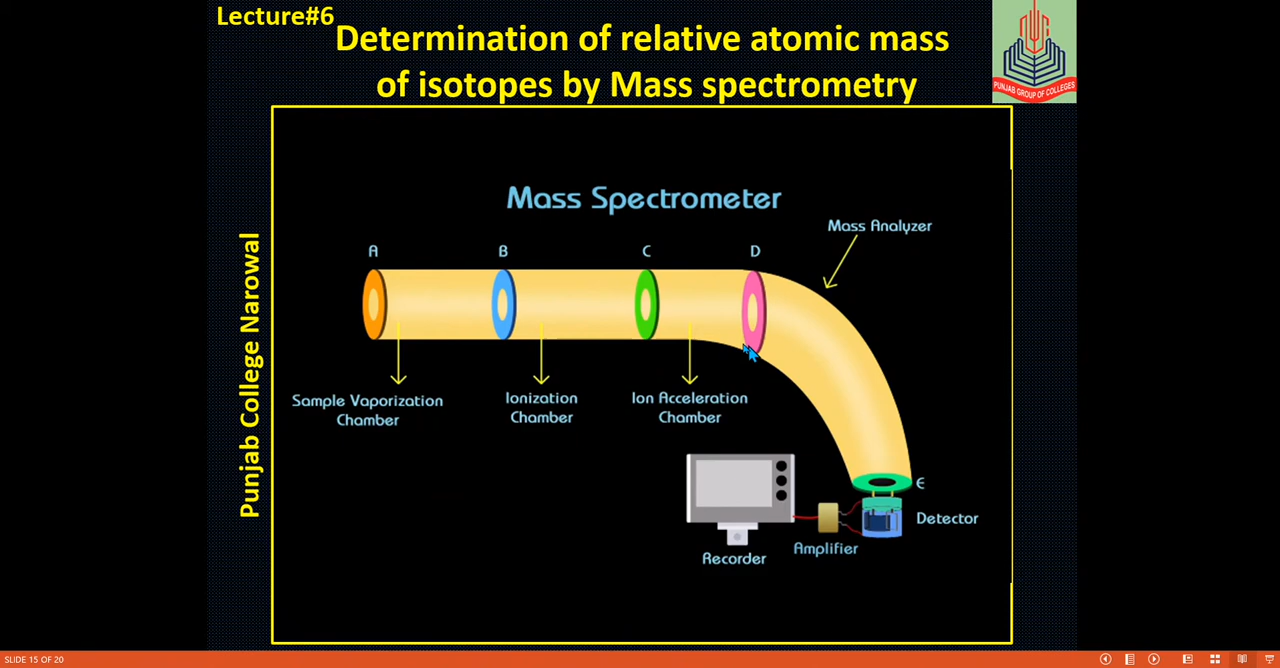 Lecture#6
Determination of relative atomic mass
of isotopes by Mass spectrometry
PUNJAB GROUP OF COLLEGES
Punjab College Narowal
Mass Spectrometer
Mass Analyzer
A
B
C
D
Sample Vaporization
Chamber
Ionization
Chamber
Ion Acceleration
Chamber
E
Detector
Amplifier
Recorder
SLIDE 15 OF 20